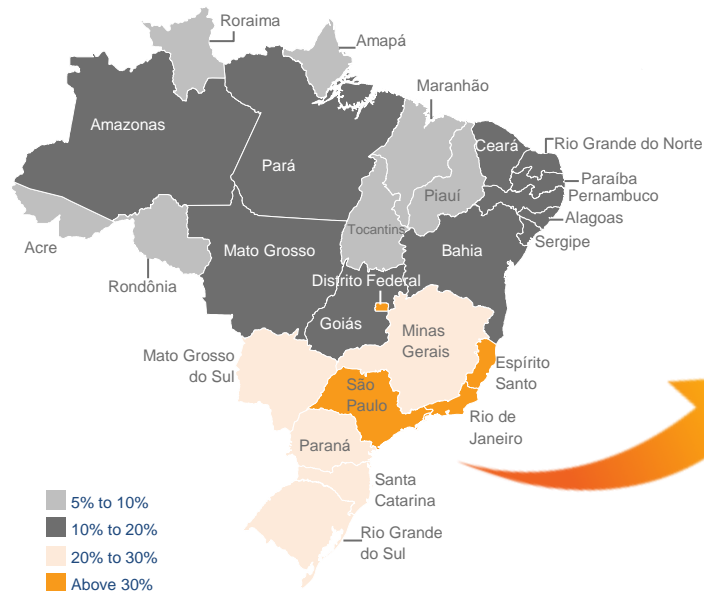 Roraima
Amapá
Maranhão
Amazonas
Pará
Ceará
Rio Grande do Norte
Paraíba
Piauí
Pernambuco
Alagoas
Tocantins
Sergipe
Acre
Mato Grosso
Bahia
Rondônia
Distrito Federal
Goiás
Minas
Gerais
Mato Grosso
do Sul
Espírito
Santo
São
Paulo
Rio de
Janeiro
Paraná
Santa
Catarina
Rio Grande
do Sul
5% to 10%
10% to 20%
20% to 30%
Above 30%